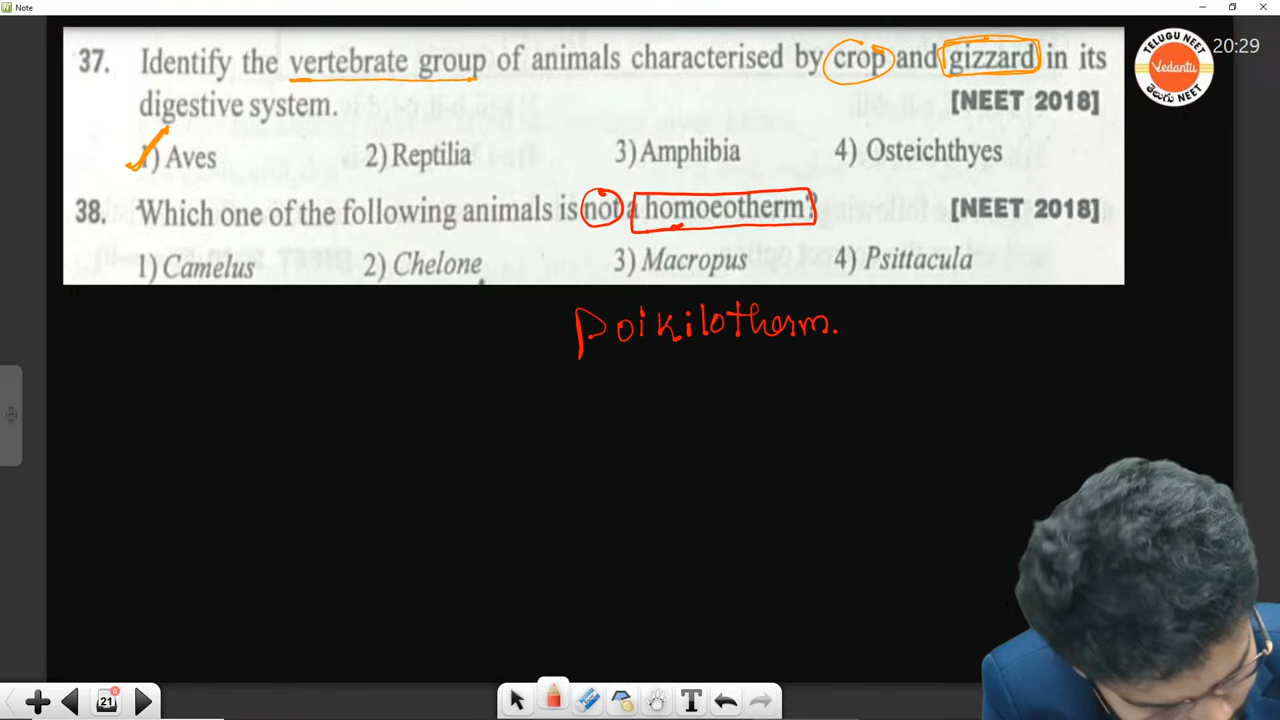 Note
37. Identify the vertebrate group of animals characterised by crop and gizzard in its
digestive system. [NEET 2018]
1) Aves 2) Reptilia 3) Amphibia 4) Osteichthyes
38. Which one of the following animals is not a homoeotherm? [NEET 2018]
1) Camelus 2) Chelone 3) Macropus 4) Psittacula
TELUGU NEET
Vedantu
తెలుగు NEET
20:29
Poikilotherm.
21
0
T